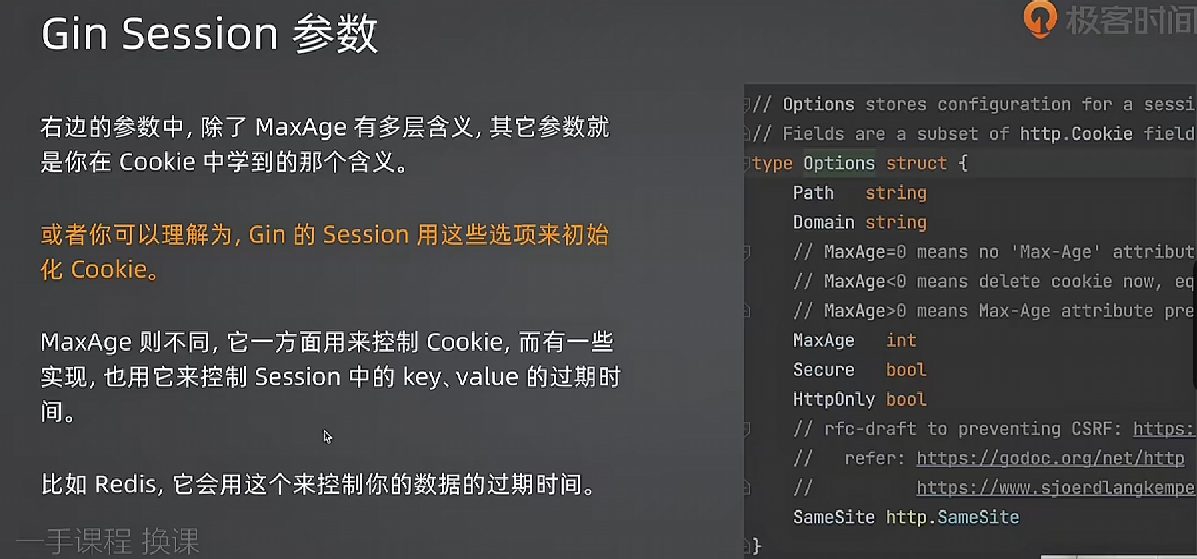 Gin Session 参数
极客时间
右边的参数中, 除了 MaxAge 有多层含义, 其它参数就
是你在 Cookie 中学到的那个含义。
或者你可以理解为, Gin 的 Session 用这些选项来初始
化 Cookie。
MaxAge 则不同, 它一方面用来控制 Cookie, 而有一些
实现, 也用它来控制 Session 中的 key、value 的过期时
间。
比如 Redis, 它会用这个来控制你的数据的过期时间。
一手课程 换课
// Options stores configuration for a sessi
// Fields are a subset of http.Cookie field
type Options struct {
Path string
Domain string
// MaxAge=0 means no 'Max-Age' attribut
// MaxAge<0 means delete cookie now, eq
// MaxAge>0 means Max-Age attribute pre
MaxAge int
Secure bool
HttpOnly bool
// rfc-draft to preventing CSRF: https:
// refer: https://godoc.org/net/http
// https://www.sjoerdlangkempe
SameSite http.SameSite
}